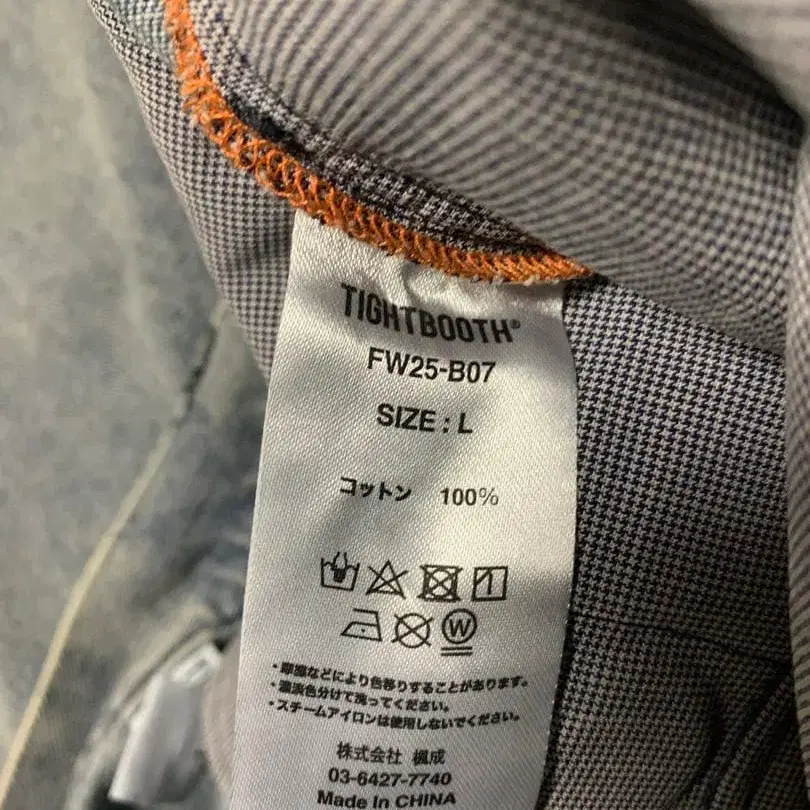 TIGHTBOOTH®
FW25-B07
SIZE : L
コットン 100%
W
・摩擦などにより色移りすることがあります。
・濃淡色分けて洗ってください。
・スチームアイロンは使用しないでください。
株式会社 楓成
03-6427-7740
Made In CHINA